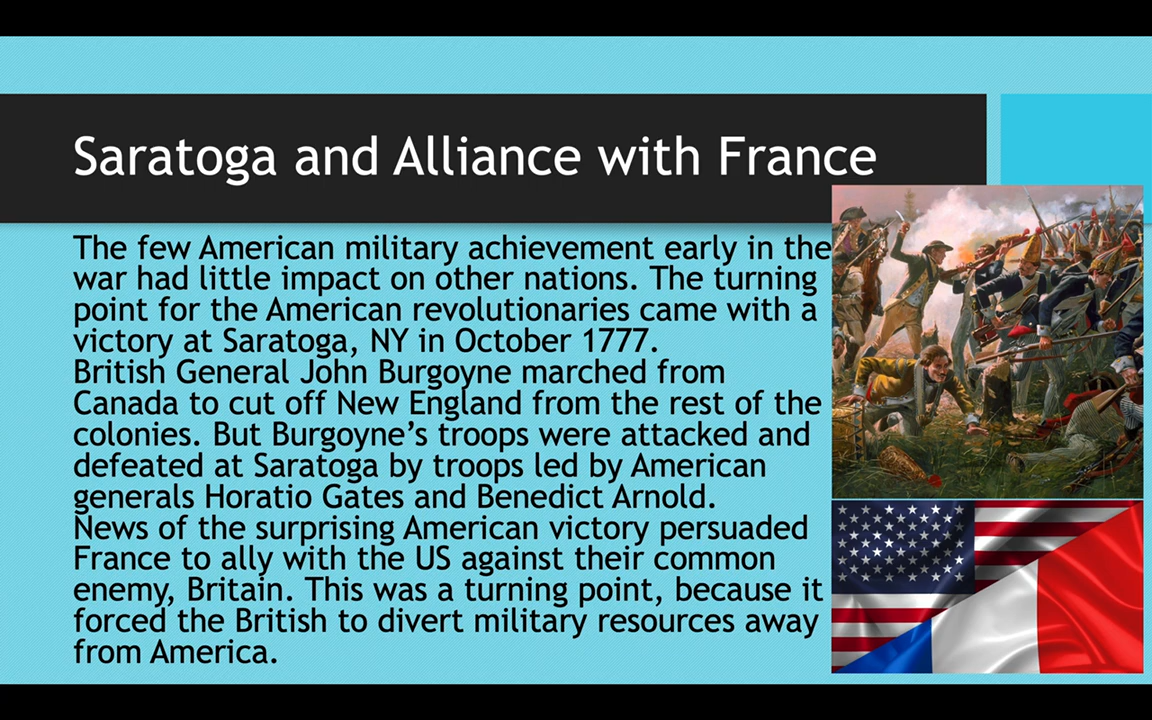 Saratoga and Alliance with France
The few American military achievement early in the
war had little impact on other nations. The turning
point for the American revolutionaries came with a
victory at Saratoga, NY in October 1777.
British General John Burgoyne marched from
Canada to cut off New England from the rest of the
colonies. But Burgoyne’s troops were attacked and
defeated at Saratoga by troops led by American
generals Horatio Gates and Benedict Arnold.
News of the surprising American victory persuaded
France to ally with the US against their common
enemy, Britain. This was a turning point, because it
forced the British to divert military resources away
from America.